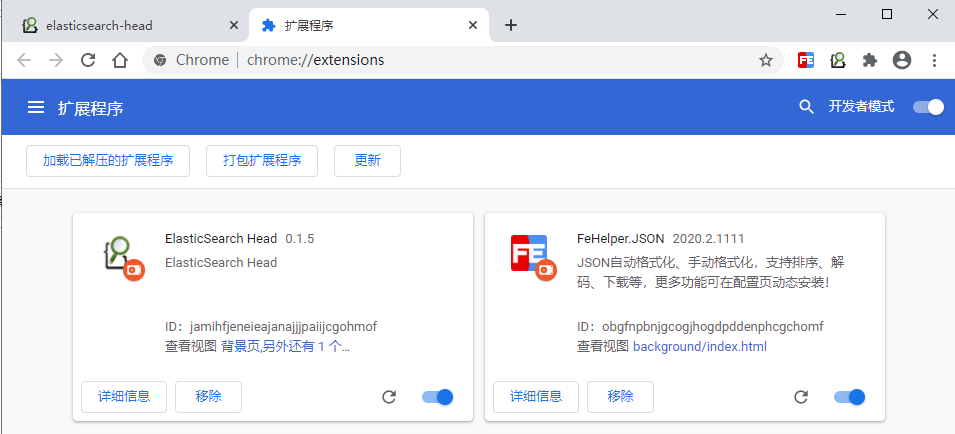 elasticsearch-head
扩展程序
Chrome | chrome://extensions
扩展程序
开发者模式
加载已解压的扩展程序
打包扩展程序
更新
ElasticSearch Head 0.1.5
ElasticSearch Head
ID：jamihfjeneieajanajjjpaiijcgohmof
查看视图 背景页,另外还有 1 个...
详细信息
移除
FE
FeHelper.JSON 2020.2.1111
JSON自动格式化、手动格式化，支持排序、解
码、下载等，更多功能可在配置页动态安装！
ID：obgfnpbnjgcogjhogdpddenphcgchomf
查看视图 background/index.html
详细信息
移除